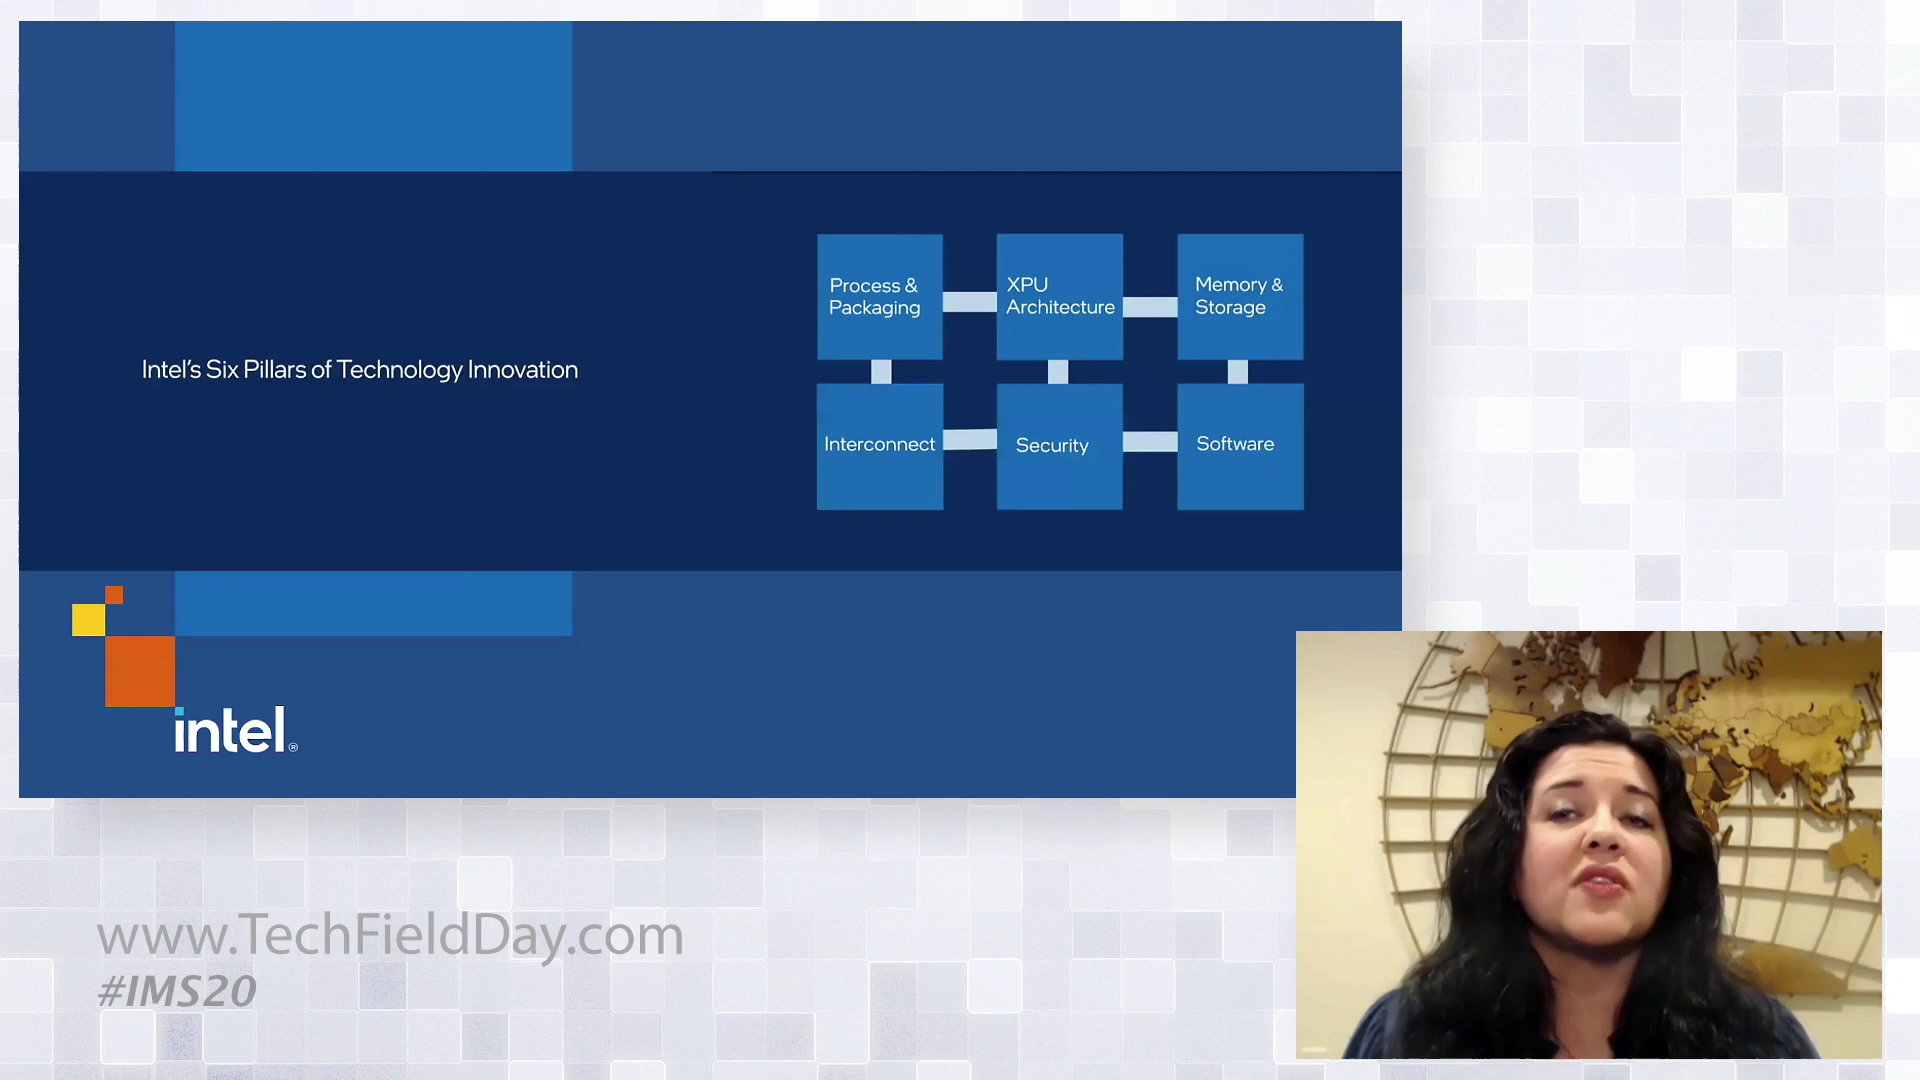 Intel's Six Pillars of Technology Innovation
Process &
Packaging
XPU
Architecture
Memory &
Storage
Interconnect
Security
Software
intel®
www.TechFieldDay.com
#IMS20